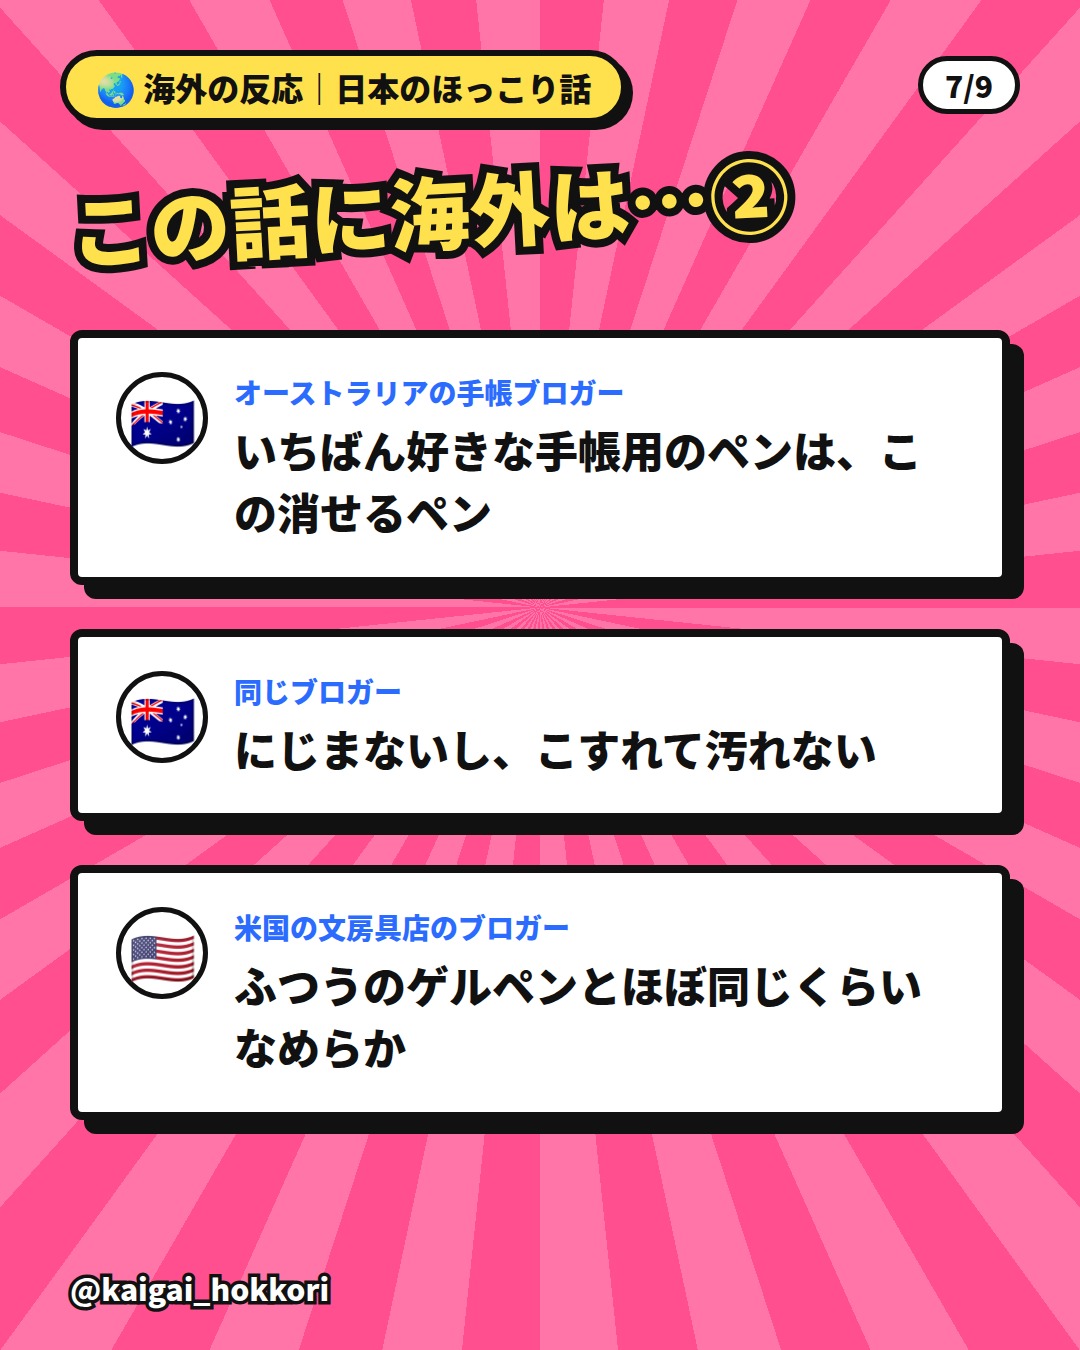 🌏 海外の反応｜日本のほっこり話
7/9
この話に海外は…②
オーストラリアの手帳ブロガー
いちばん好きな手帳用のペンは、こ
の消せるペン
同じブロガー
にじまないし、こすれて汚れない
米国の文房具店のブロガー
ふつうのゲルペンとほぼ同じくらい
なめらか
@kaigai_hokkori